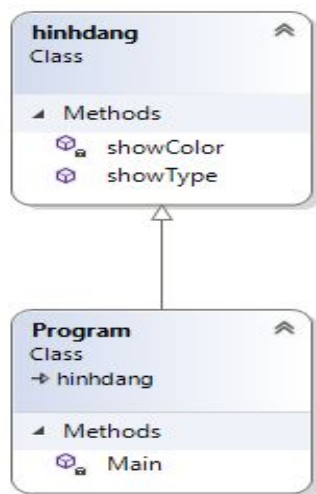 hinhdang
Class
Methods
showColor
showType
Program
Class
hinhdang
Methods
Main